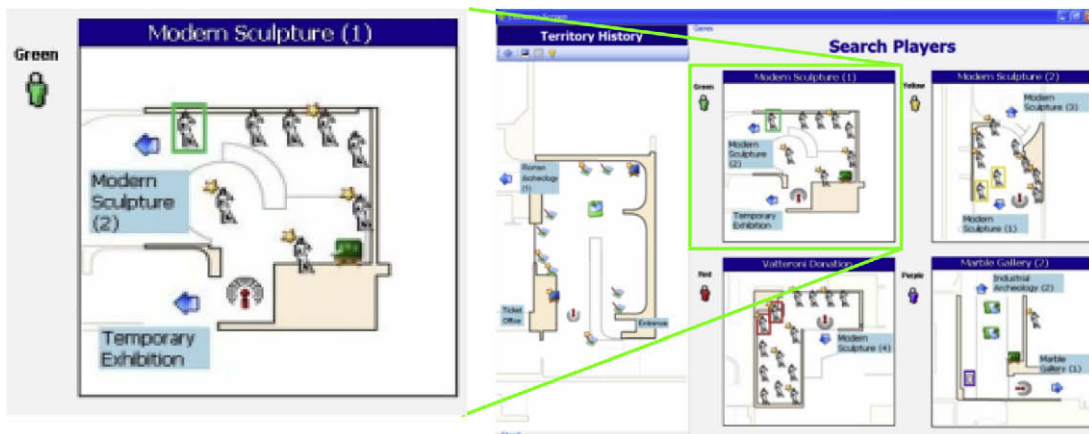 Modern Sculpture (1)
Green
Modern
Sculpture
(2)
Temporary
Exhibition
Territory History
Search Players
Roman
Archeology
(1)
Ticket
Office
Entrance
Green
Modern Sculpture (1)
Modern
Sculpture
(2)
Temporary
Exhibition
Yellow
Modern Sculpture (2)
Modern
Sculpture
(3)
Modern
Sculpture (1)
Red
Vatteroni Donation
Modern
Sculpture (4)
Purple
Marble Gallery (2)
Industrial
Archeology (2)
Marble
Gallery (1)